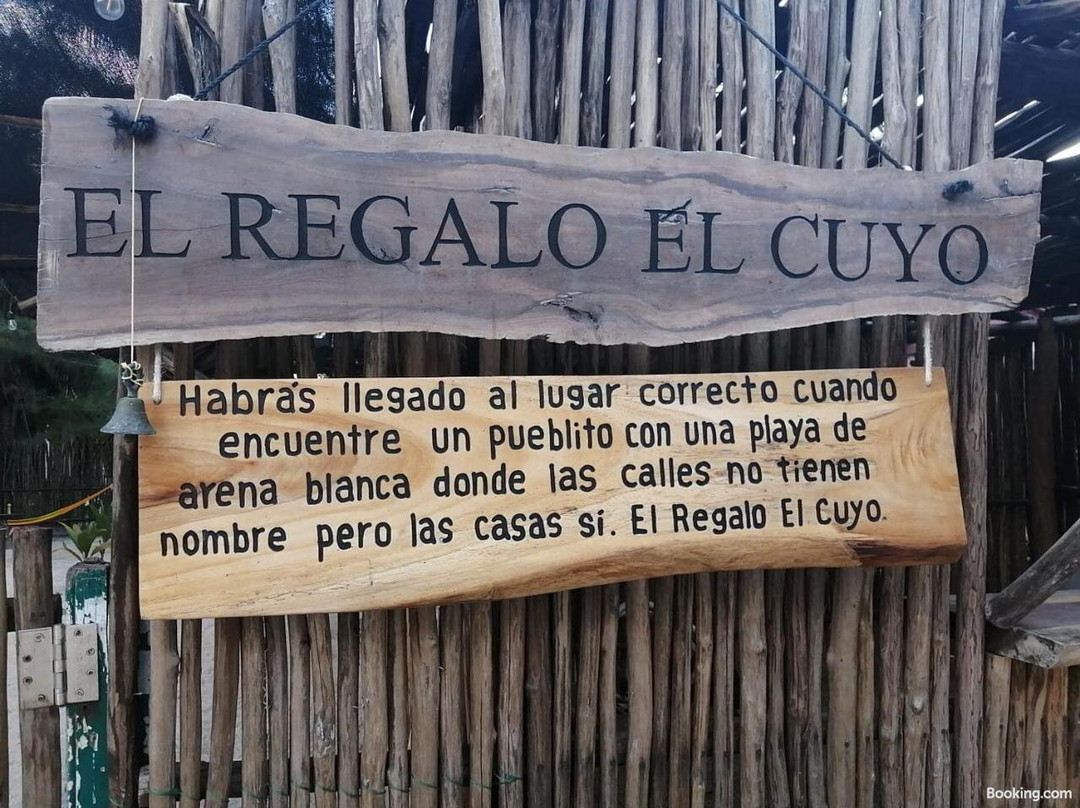 EL REGALO EL CUYO
Habrás llegado al lugar correcto cuando
encuentre un pueblito con una playa de
arena blanca donde las calles no tienen
nombre pero las casas sí. El Regalo El Cuyo.
Booking.com